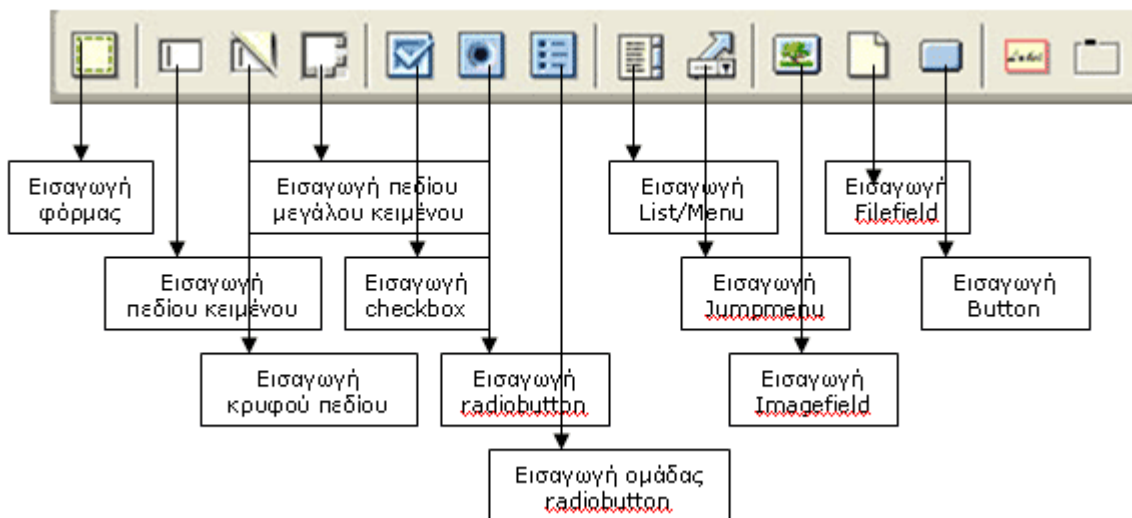 Label
Εισαγωγή
φόρμας
Εισαγωγή πεδίου
μεγάλου κειμένου
Εισαγωγή
List/Menu
Εισαγωγή
Filefield
Εισαγωγή
πεδίου κειμένου
Εισαγωγή
checkbox
Εισαγωγή
Jumpmenu
Εισαγωγή
Button
Εισαγωγή
κρυφού πεδίου
Εισαγωγή
radiobutton
Εισαγωγή
Imagefield
Εισαγωγή ομάδας
radiobutton